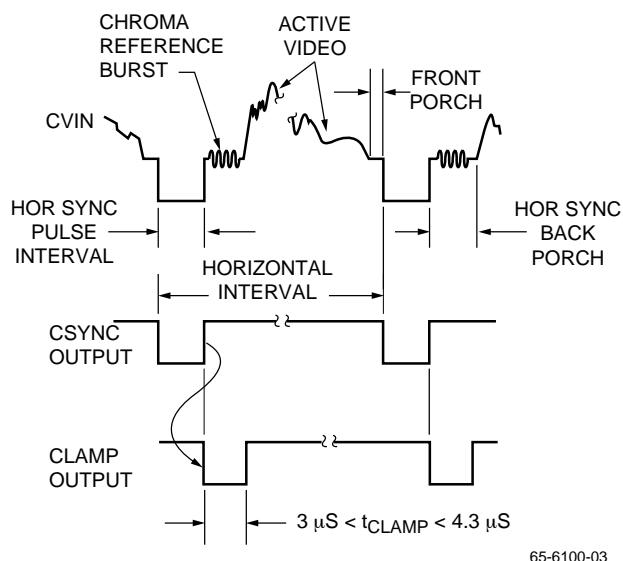 CHROMA
REFERENCE
BURST
ACTIVE
VIDEO
FRONT
PORCH
CVIN
HOR SYNC
PULSE
INTERVAL
HOR SYNC
BACK
PORCH
HORIZONTAL
INTERVAL
CSYNC
OUTPUT
CLAMP
OUTPUT
3 µS < tCLAMP < 4.3 µS
65-6100-03